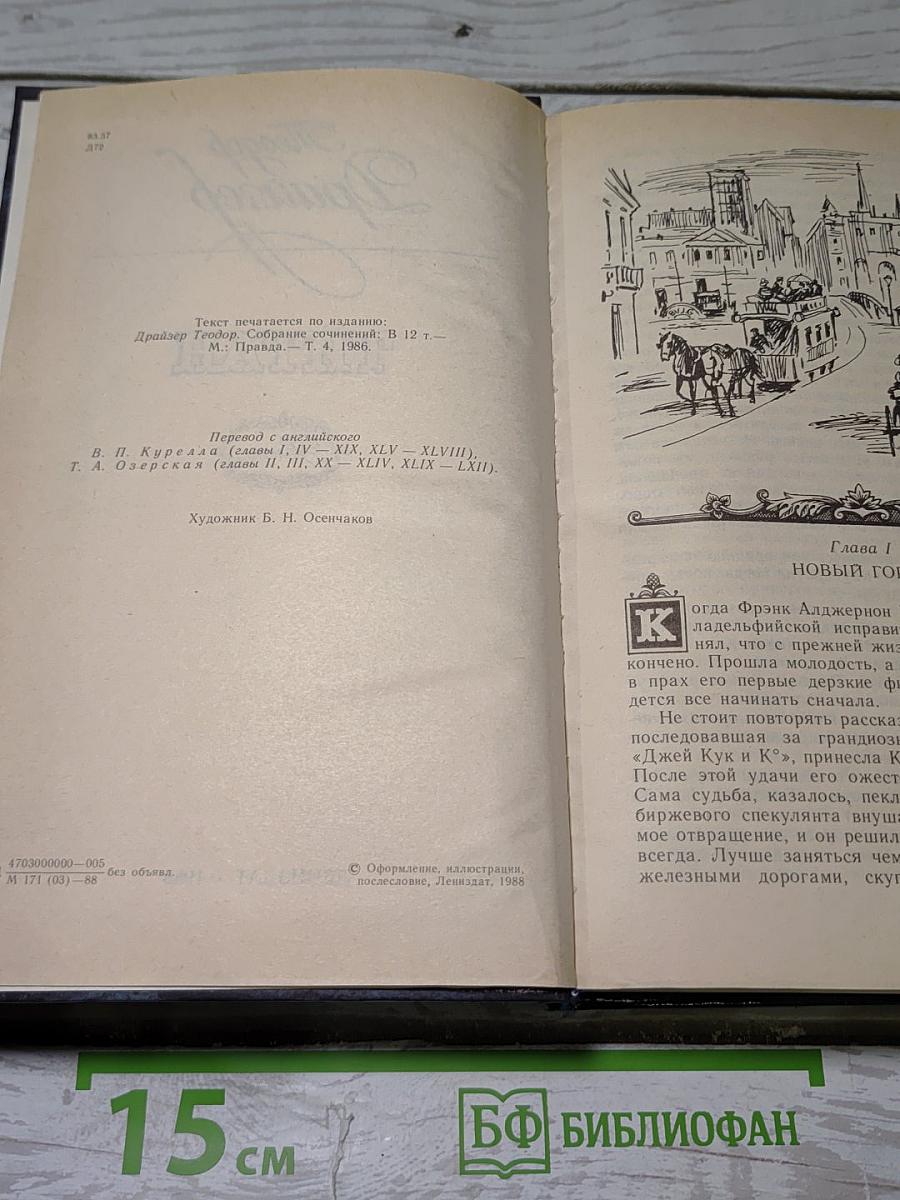 83.37
Д72
Текст печатается по изданию:
Драйзер Теодор. Собрание сочинений: В 12 т.—
М.: Правда.— Т. 4, 1986.
Перевод с английского
В. П. Курелла (главы I, IV — XIX, XLV — XLVIII),
Т. А. Озерская (главы II, III, XX — XLIV, XLIX — LXII).
Художник Б. Н. Осенчаков
4703000000—005
М 171 (03)—88
без объявл.
© Оформление, иллюстрации,
послесловие, Лениздат, 1988
Глава I
НОВЫЙ ГОР
Когда Фрэнк Алджернон
ладельфийской исправи
нял, что с прежней жиз
кончено. Прошла молодость, а
в прах его первые дерзкие фи
дется все начинать сначала.
Не стоит повторять расска
последовавшая за грандиозн
«Джей Кук и К°», принесла К
После этой удачи его ожест
Сама судьба, казалось, пекл
биржевого спекулянта внуша
мое отвращение, и он решил
всегда. Лучше заняться чем
железными дорогами, скуп
15 см
БФ БИБЛИОФАН